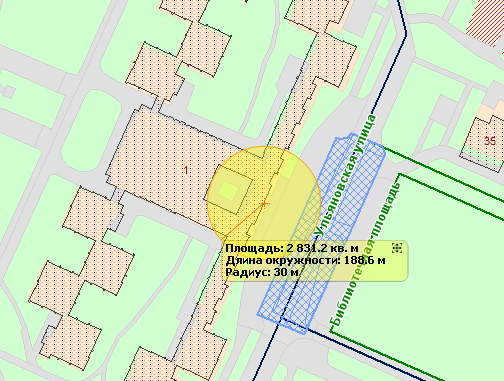 35
1
Ульяновская улица
Библиотечная площадь
Площадь: 2 831.2 кв. м
Длина окружности: 188.6 м
Радиус: 30 м